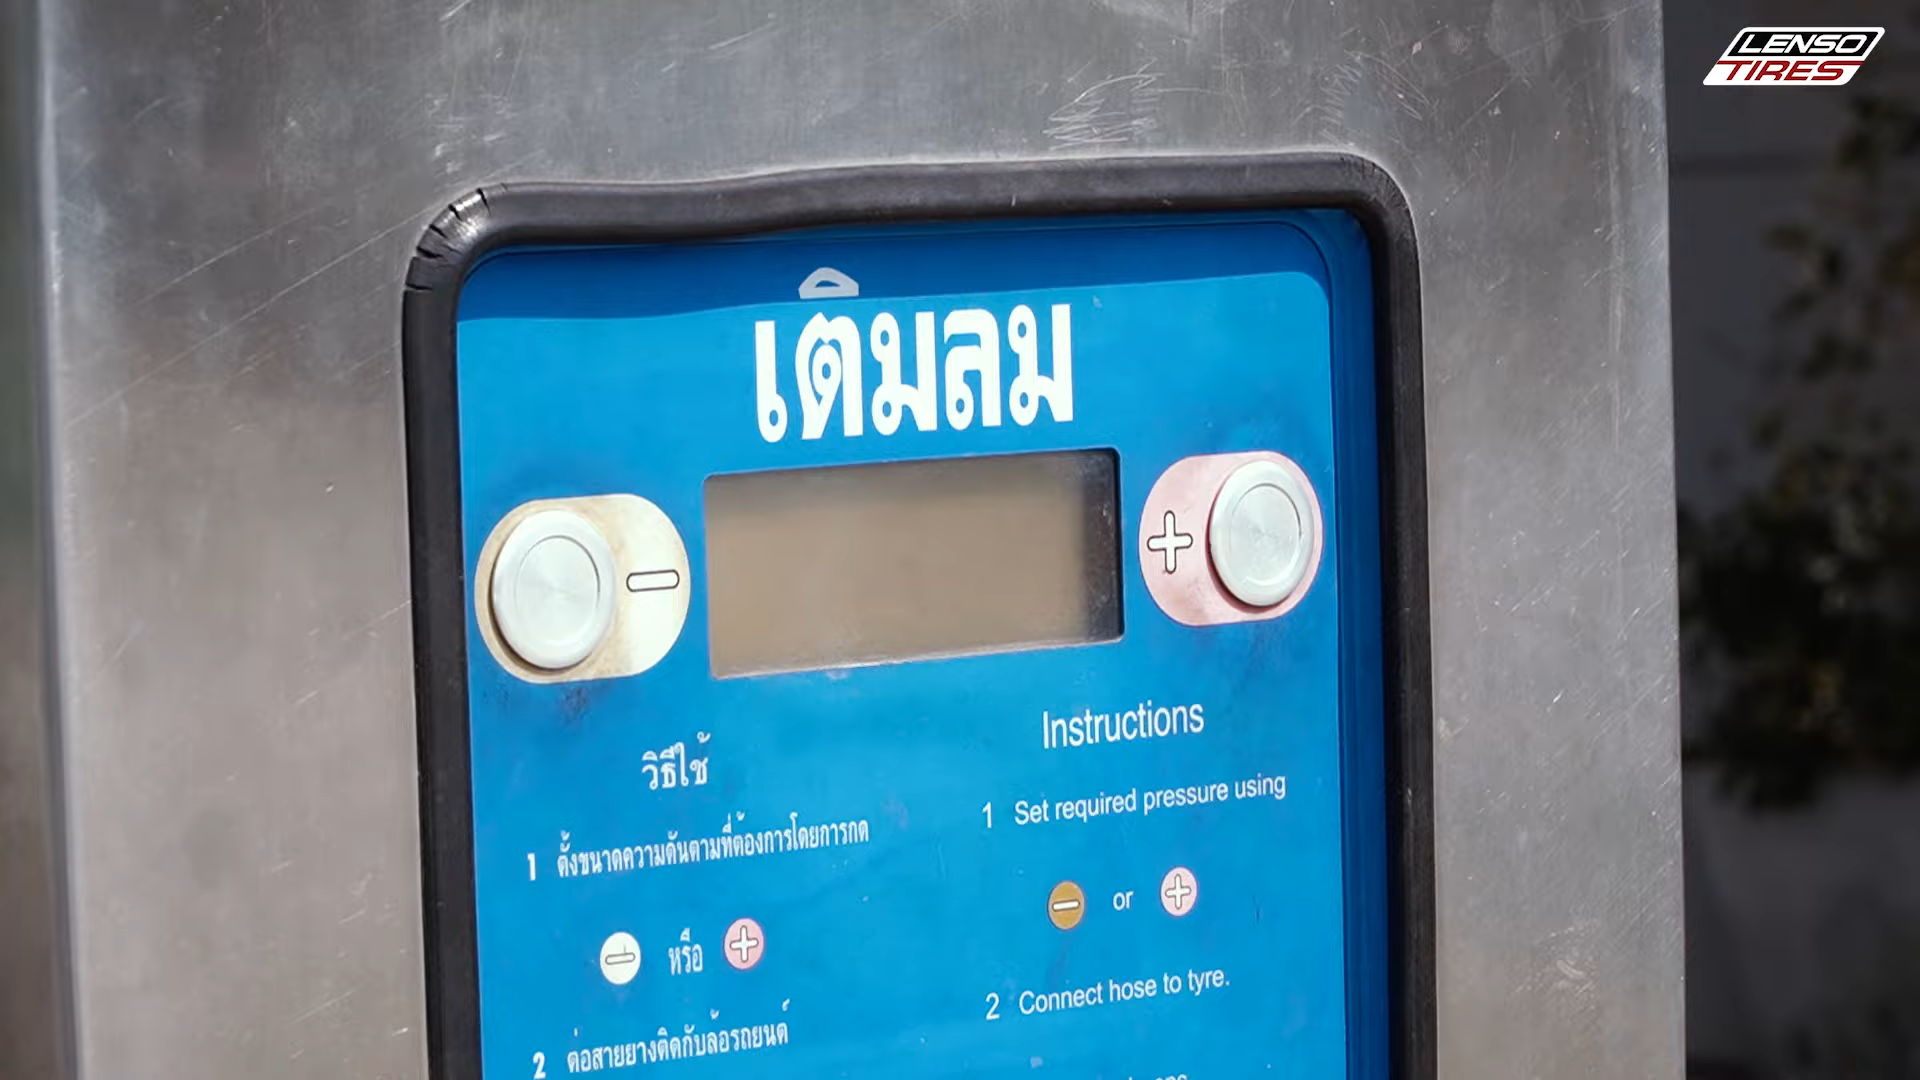 LENSO
TIRES
เติมลม
วิธีใช้
1 ตั้งขนาดความดันตามที่ต้องการโดยการกด
หรือ
2 ต่อสายยางติดกับล้อรถยนต์
Instructions
1 Set required pressure using
or
2 Connect hose to tyre.